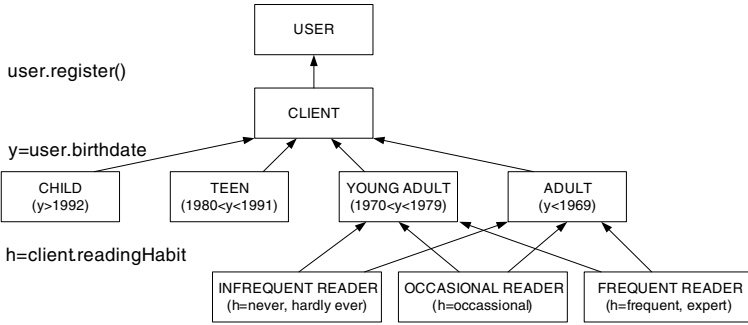 USER
user.register()
CLIENT
y=user.birthdate
CHILD
(y>1992)
TEEN
(1980<y<1991)
YOUNG ADULT
(1970<y<1979)
ADULT
(y<1969)
h=client.readingHabit
INFREQUENT READER
(h=never, hardly ever)
OCCASIONAL READER
(h=occassional)
FREQUENT READER
(h=frequent, expert)